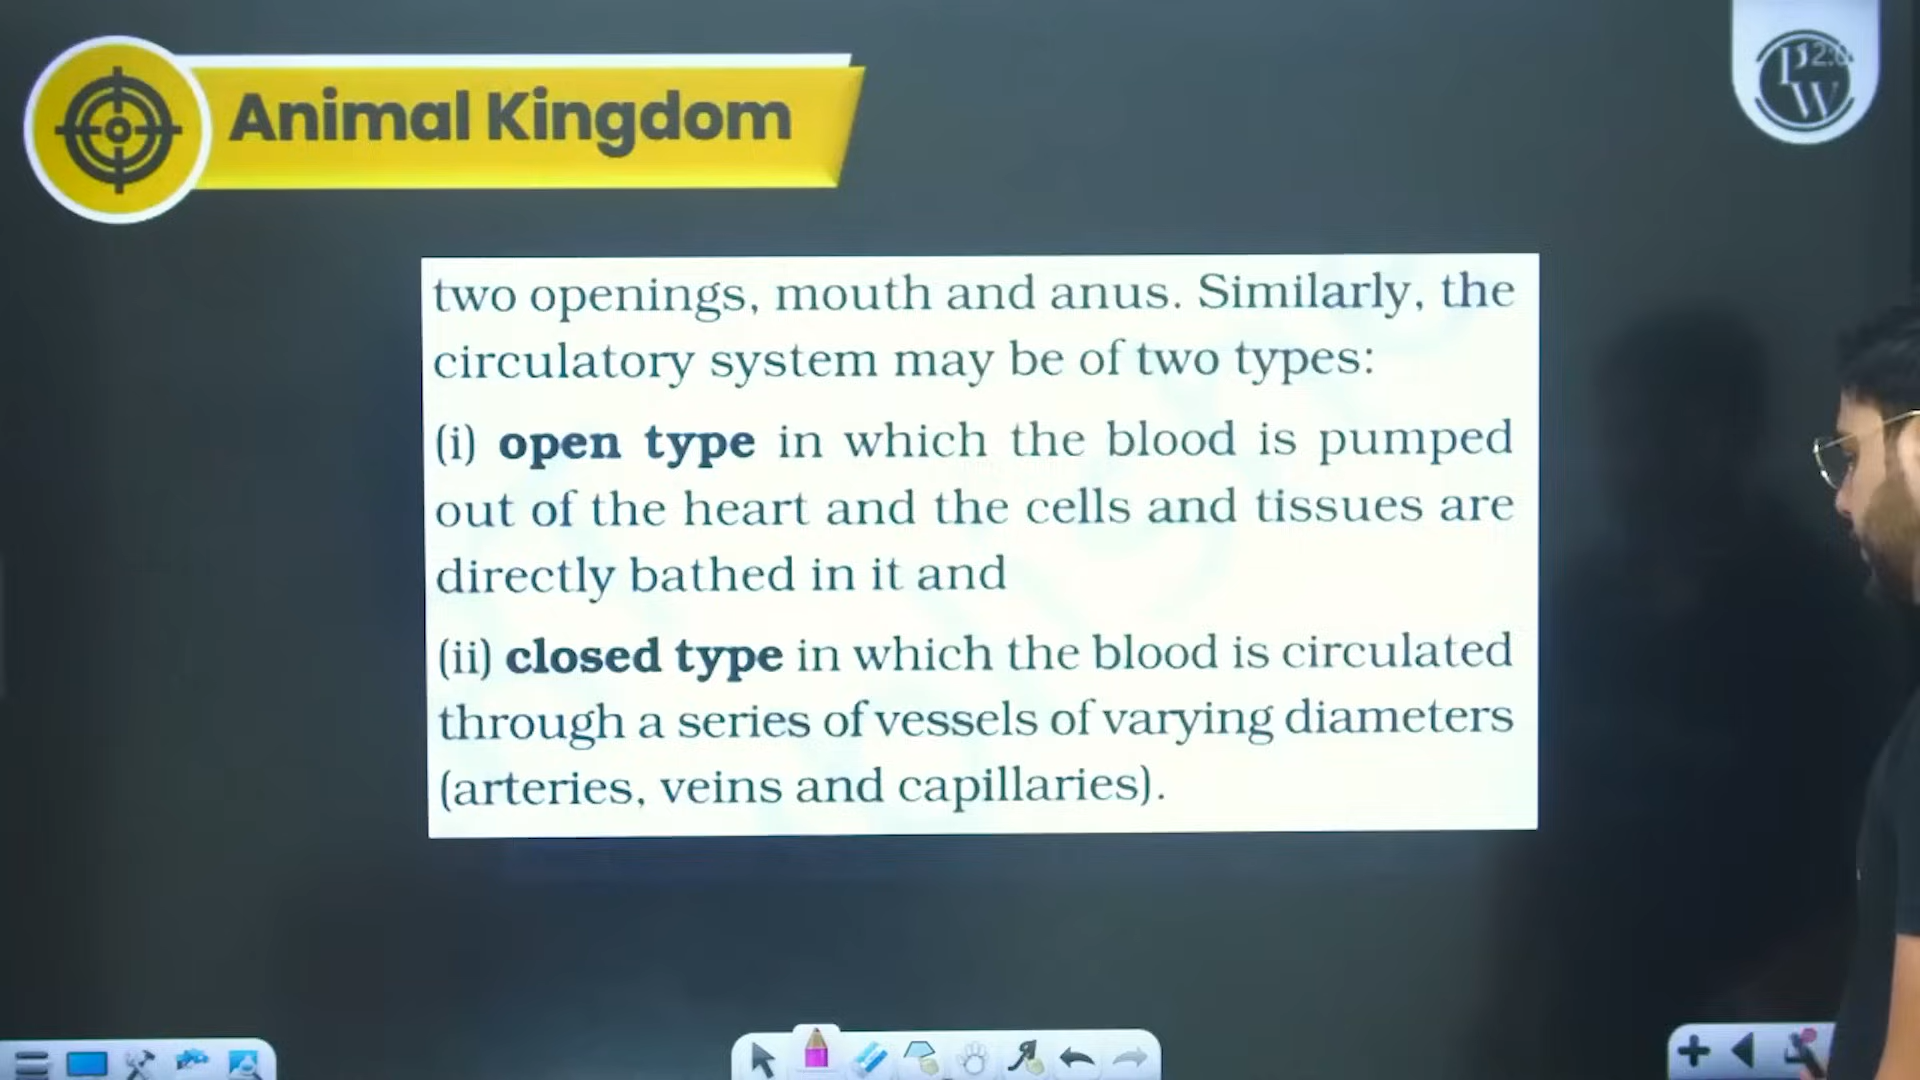 Animal Kingdom
PW
two openings, mouth and anus. Similarly, the
circulatory system may be of two types:
(i) open type in which the blood is pumped
out of the heart and the cells and tissues are
directly bathed in it and
(ii) closed type in which the blood is circulated
through a series of vessels of varying diameters
(arteries, veins and capillaries).